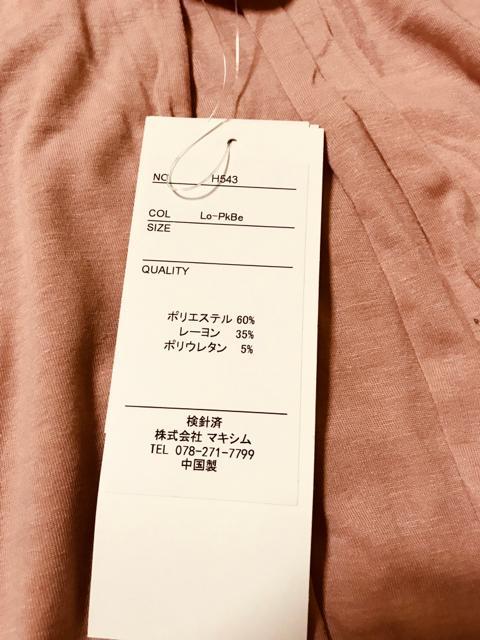 NO. H543
COL Lo-PkBe
SIZE
QUALITY
ポリエステル 60%
レーヨン 35%
ポリウレタン 5%
検針済
株式会社 マキシム
TEL 078-271-7799
中国製